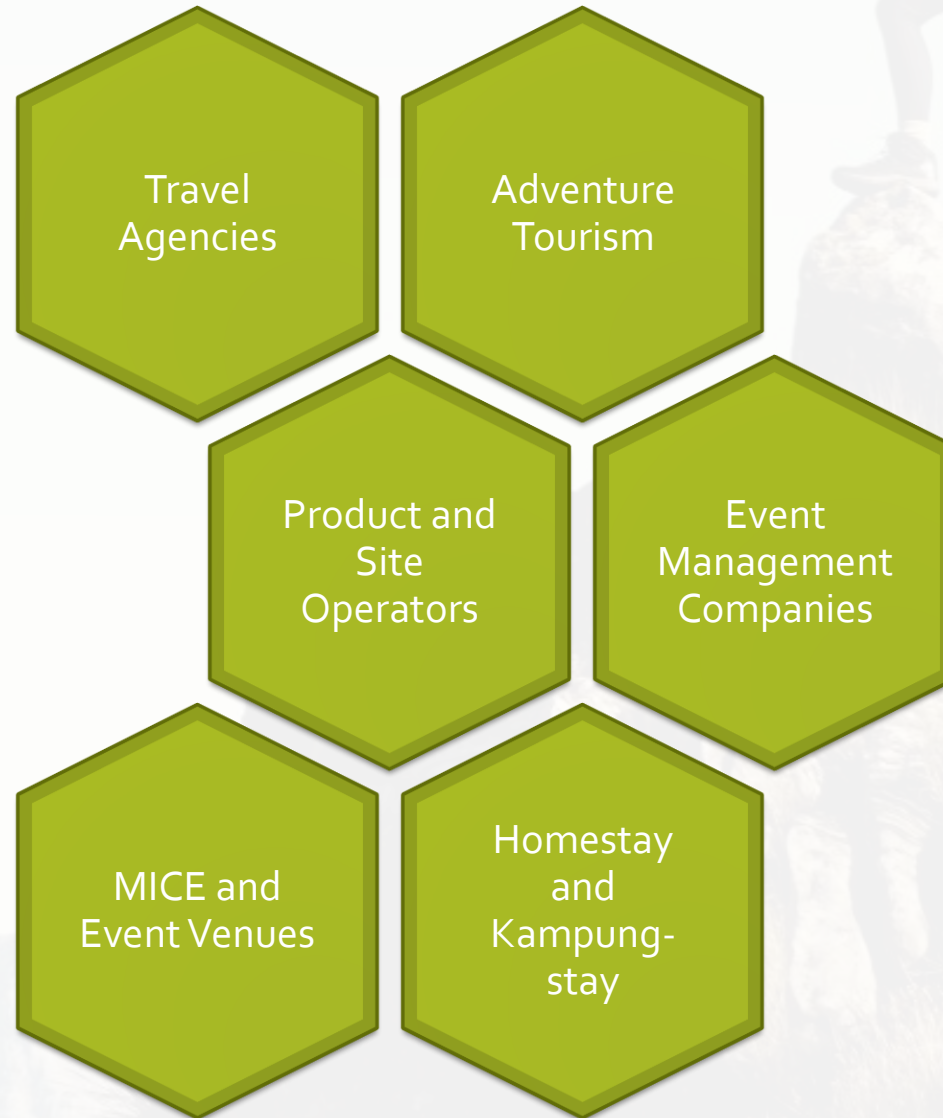 Travel
Agencies
Adventure
Tourism
Product and
Site
Operators
Event
Management
Companies
MICE and
Event Venues
Homestay
and
Kampung-
stay